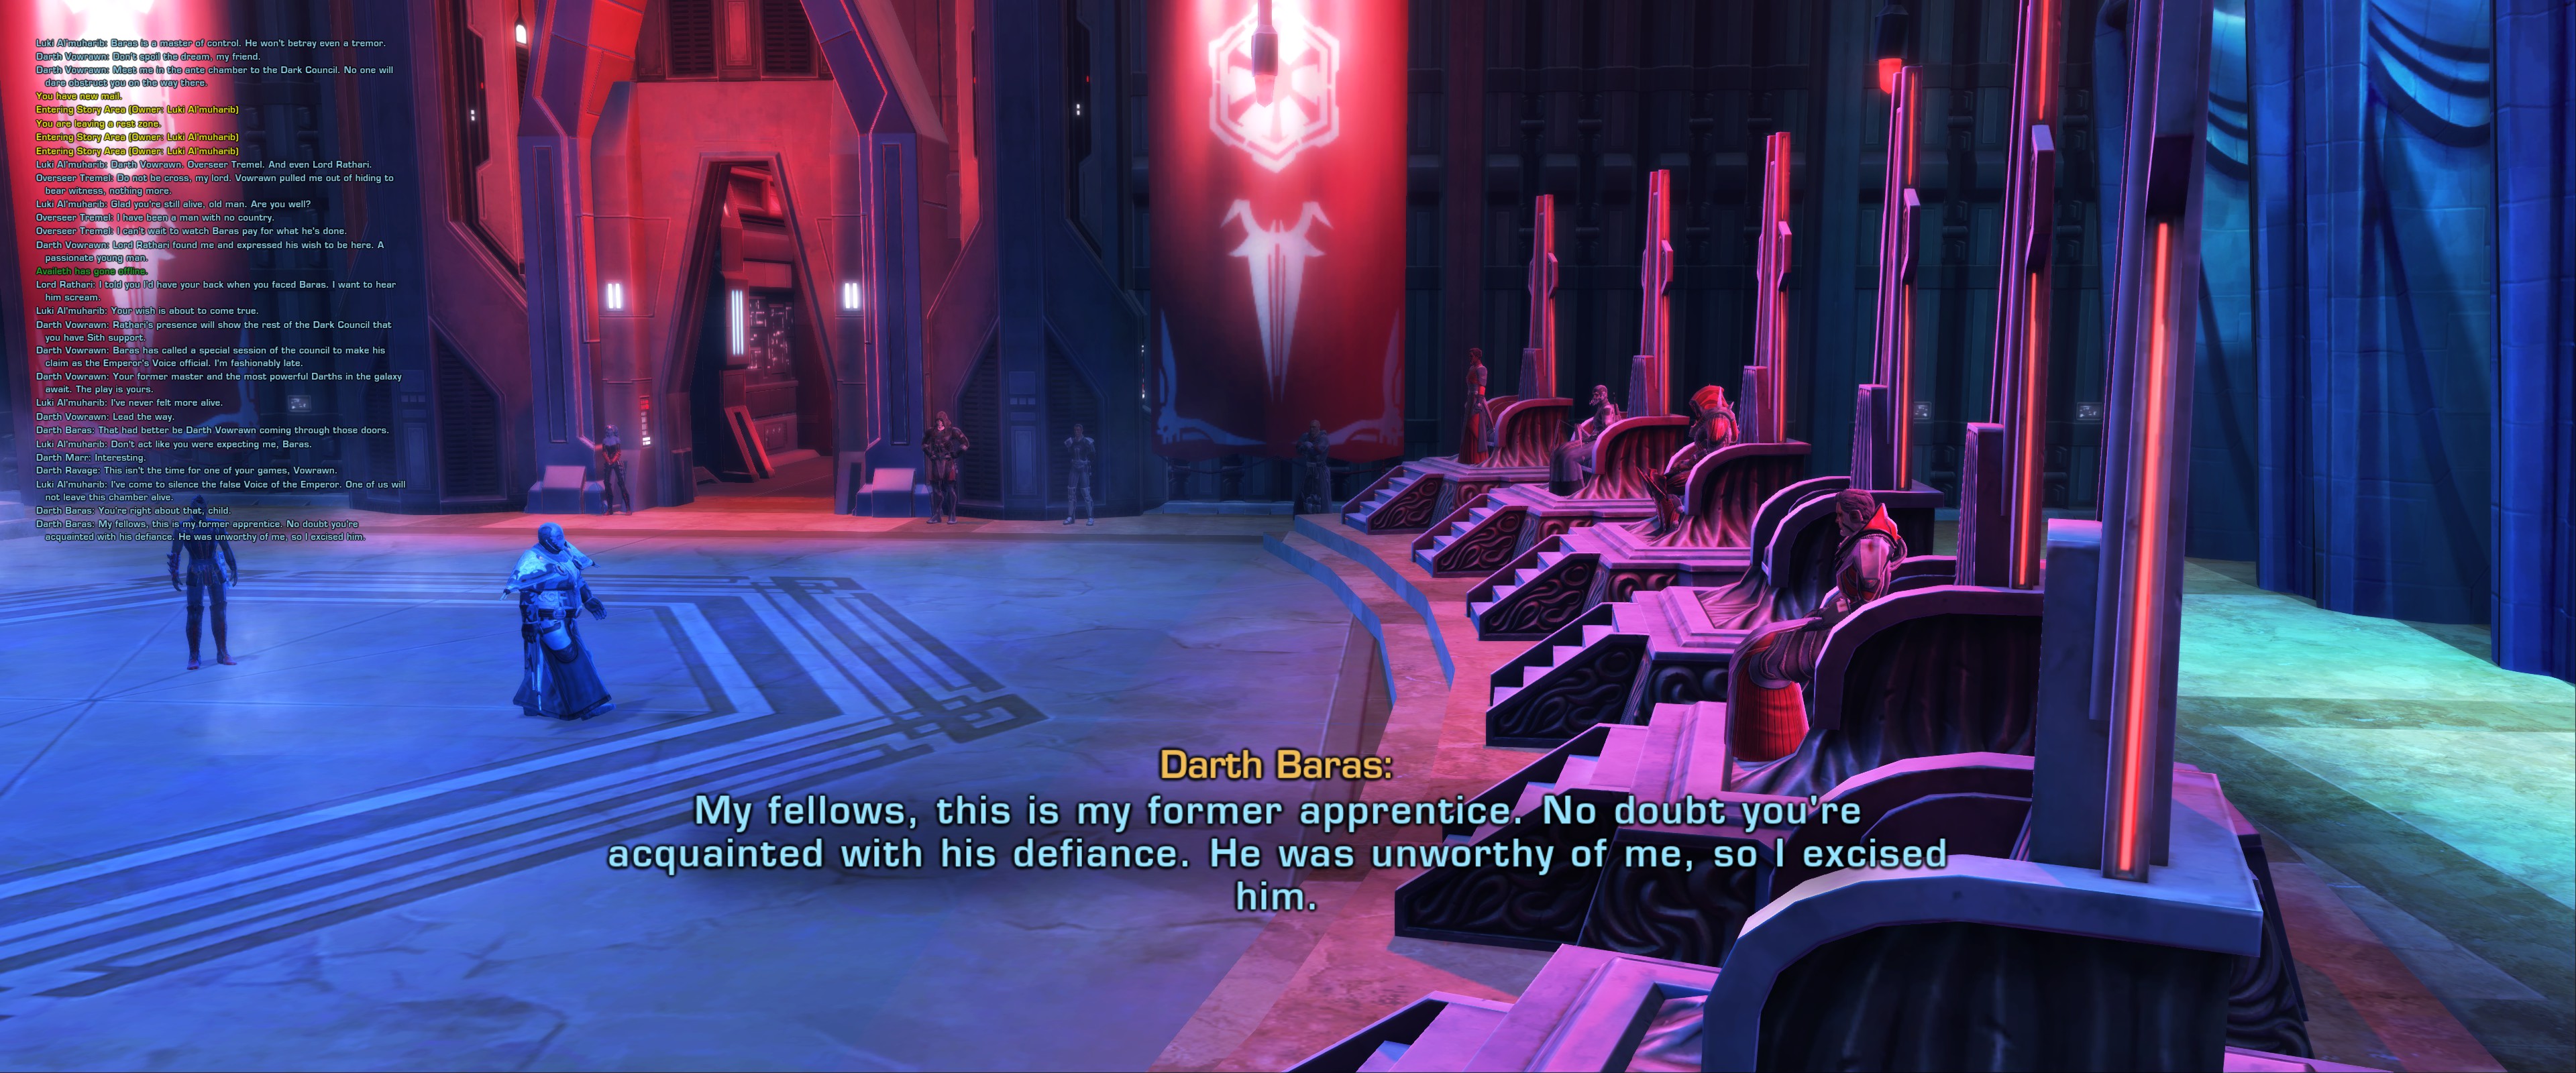 Luki Al'muharib: Baras is a master of control. He won't betray even a tremor.
Darth Vowrawn: Don't spoil the dream, my friend.
Darth Vowrawn: Meet me in the ante chamber to the Dark Council. No one will
dare obstruct you on the way there.
You have new mail.
Entering Story Area (Owner: Luki Al'muharib)
You are leaving a rest zone.
Entering Story Area (Owner: Luki Al'muharib)
Entering Story Area (Owner: Luki Al'muharib)
Luki Al'muharib: Darth Vowrawn. Overseer Tremel. And even Lord Rathari.
Overseer Tremel: Do not be cross, my lord. Vowrawn pulled me out of hiding to
bear witness, nothing more.
Luki Al'muharib: Glad you're still alive, old man. Are you well?
Overseer Tremel: I have been a man with no country.
Overseer Tremel: I can't wait to watch Baras pay for what he's done.
Darth Vowrawn: Lord Rathari found me and expressed his wish to be here. A
passionate young man.
Availeth has gone offline.
Lord Rathari: I told you I'd have your back when you faced Baras. I want to hear
him scream.
Luki Al'muharib: Your wish is about to come true.
Darth Vowrawn: Rathari's presence will show the rest of the Dark Council that
you have Sith support.
Darth Vowrawn: Baras has called a special session of the council to make his
claim as the Emperor's Voice official. I'm fashionably late.
Darth Vowrawn: Your former master and the most powerful Darths in the galaxy
await. The play is yours.
Luki Al'muharib: I've never felt more alive.
Darth Vowrawn: Lead the way.
Darth Baras: That had better be Darth Vowrawn coming through those doors.
Luki Al'muharib: Don't act like you were expecting me, Baras.
Darth Marr: Interesting.
Darth Ravage: This isn't the time for one of your games, Vowrawn.
Luki Al'muharib: I've come to silence the false Voice of the Emperor. One of us will
not leave this chamber alive.
Darth Baras: You're right about that, child.
Darth Baras: My fellows, this is my former apprentice. No doubt you're
acquainted with his defiance. He was unworthy of me, so I excised him.
Darth Baras:
My fellows, this is my former apprentice. No doubt you're
acquainted with his defiance. He was unworthy of me, so I excised
him.